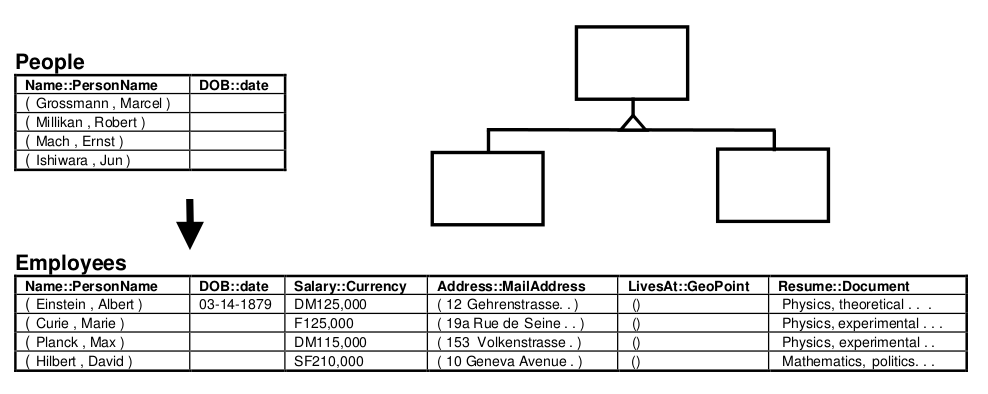 People
Name::PersonName DOB::date
( Grossmann , Marcel )
( Millikan , Robert )
( Mach , Ernst )
( Ishiwara , Jun )
Employees
Name::PersonName DOB::date Salary::Currency Address::MailAddress LivesAt::GeoPoint Resume::Document
( Einstein , Albert ) 03-14-1879 DM125,000 ( 12 Gehrenstrasse. . ) () Physics, theoretical . . .
( Curie , Marie ) F125,000 ( 19a Rue de Seine . . ) () Physics, experimental . . .
( Planck , Max ) DM115,000 ( 153 Volkenstrasse . ) () Physics, experimental . .
( Hilbert , David ) SF210,000 ( 10 Geneva Avenue . ) () Mathematics, politics. . .